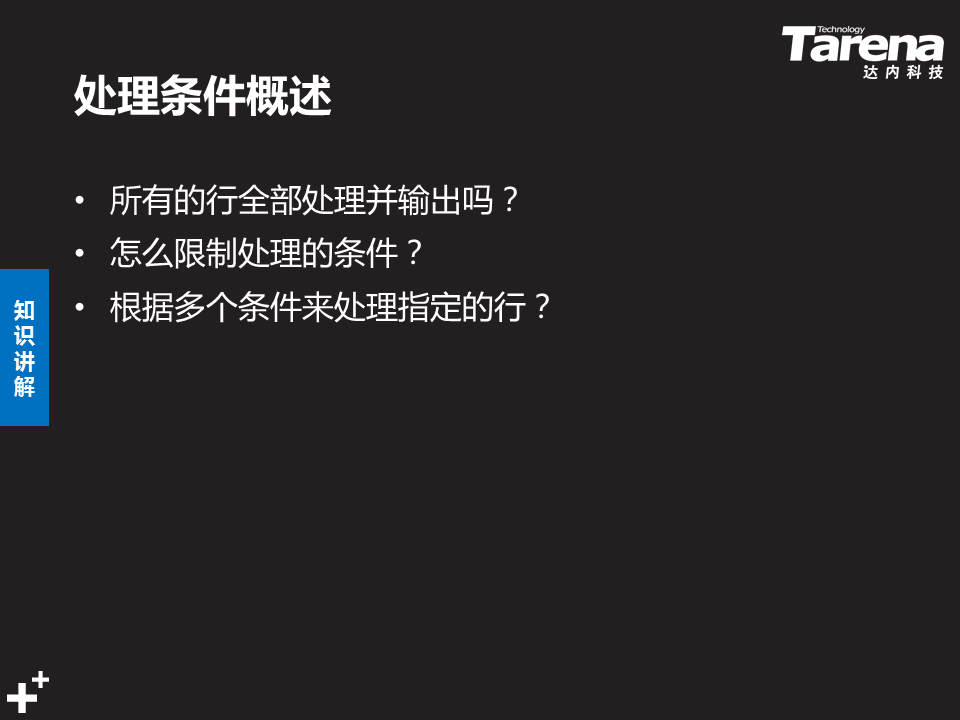 Technology
Tarena
达内科技
处理条件概述
• 所有的行全部处理并输出吗？
• 怎么限制处理的条件？
• 根据多个条件来处理指定的行？
知识讲解